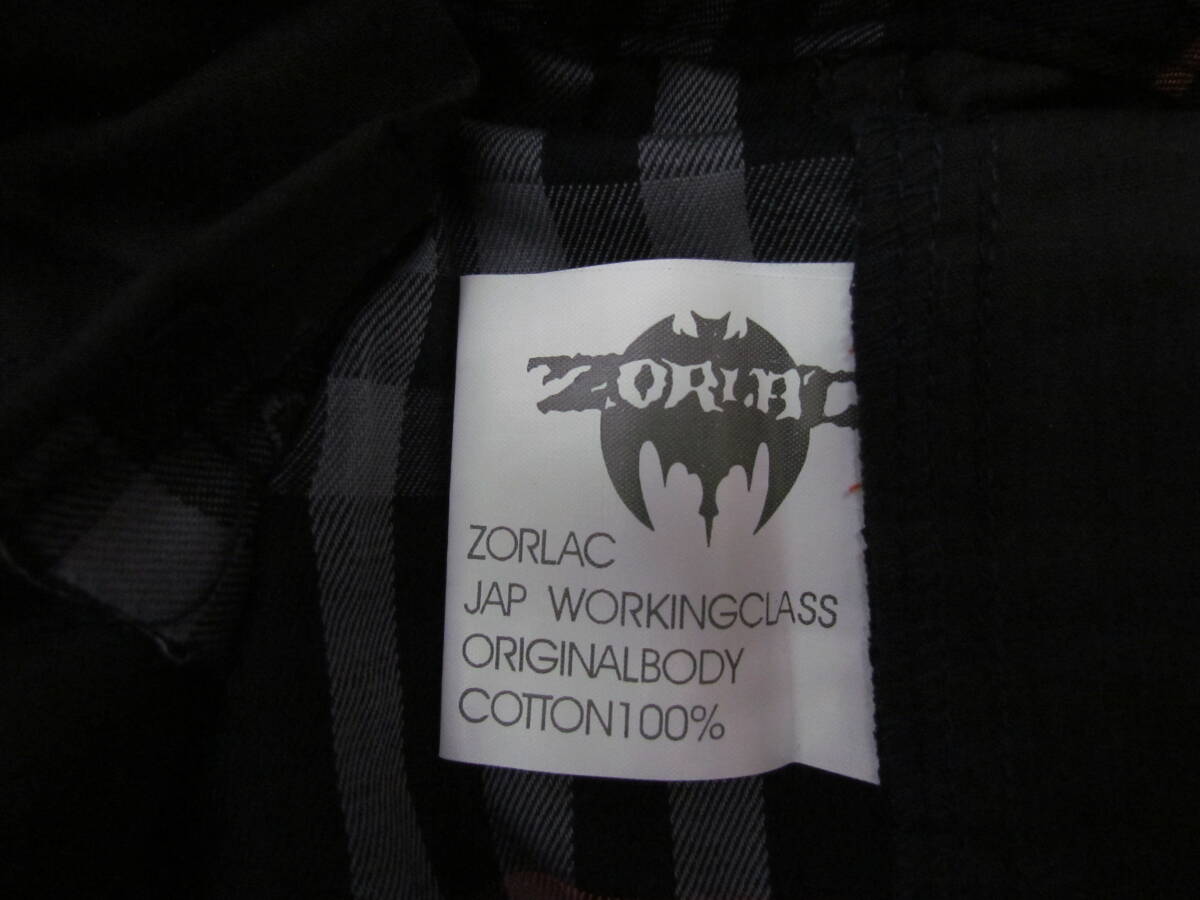 ZORLAC
ZORLAC
JAP WORKINGCLASS
ORIGINALBODY
COTTON100%